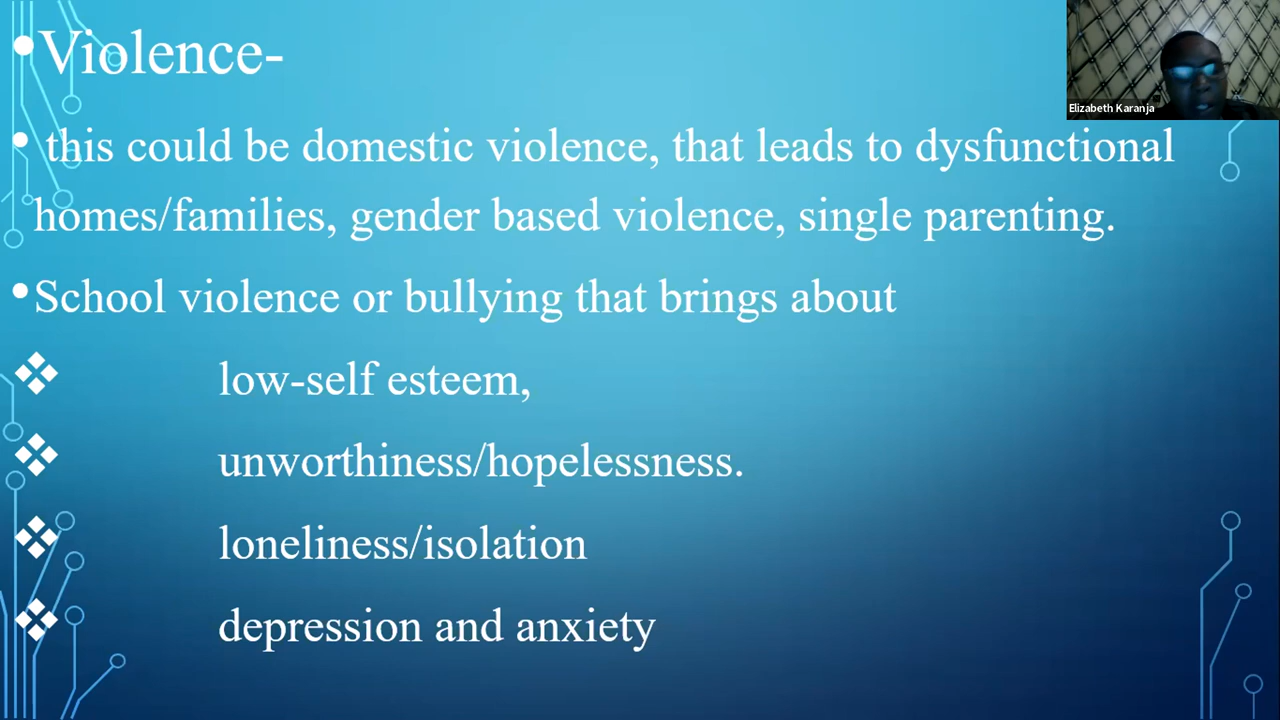 •Violence-
Elizabeth Karanja
• this could be domestic violence, that leads to dysfunctional
homes/families, gender based violence, single parenting.
•School violence or bullying that brings about
❖ low-self esteem,
❖ unworthiness/hopelessness.
❖ loneliness/isolation
❖ depression and anxiety